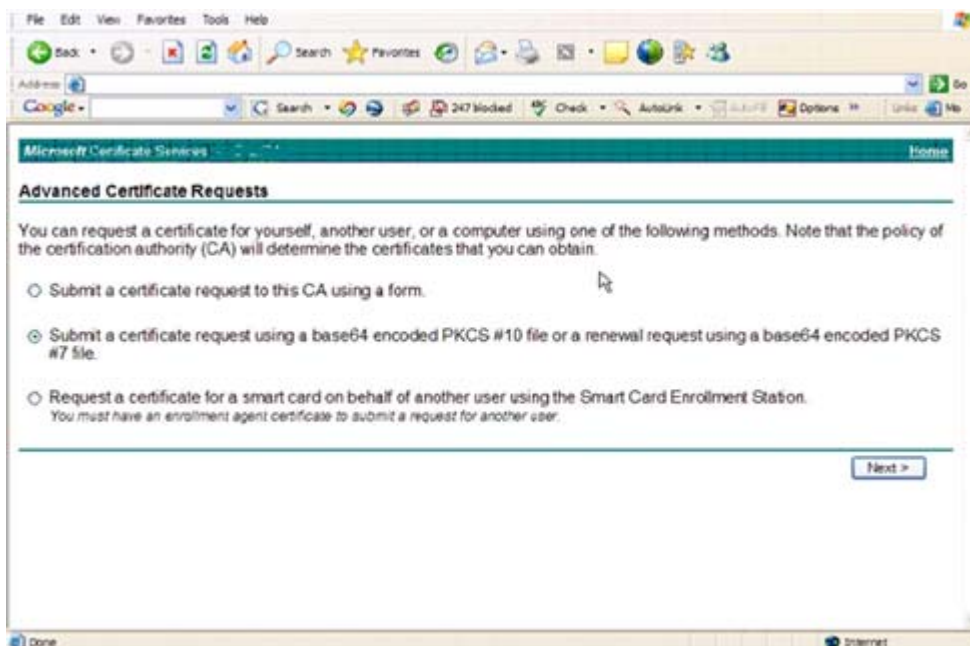 File Edit View Favorites Tools Help
Back Search Favorites
Address Go
Google Search 247 blocked Check AutoLink AutoFill Options Links
Microsoft Certificate Services Home
Advanced Certificate Requests
You can request a certificate for yourself, another user, or a computer using one of the following methods. Note that the policy of
the certification authority (CA) will determine the certificates that you can obtain.
Submit a certificate request to this CA using a form.
Submit a certificate request using a base64 encoded PKCS #10 file or a renewal request using a base64 encoded PKCS
#7 file.
Request a certificate for a smart card on behalf of another user using the Smart Card Enrollment Station.
You must have an enrollment agent certificate to submit a request for another user.
Next >
Done Internet